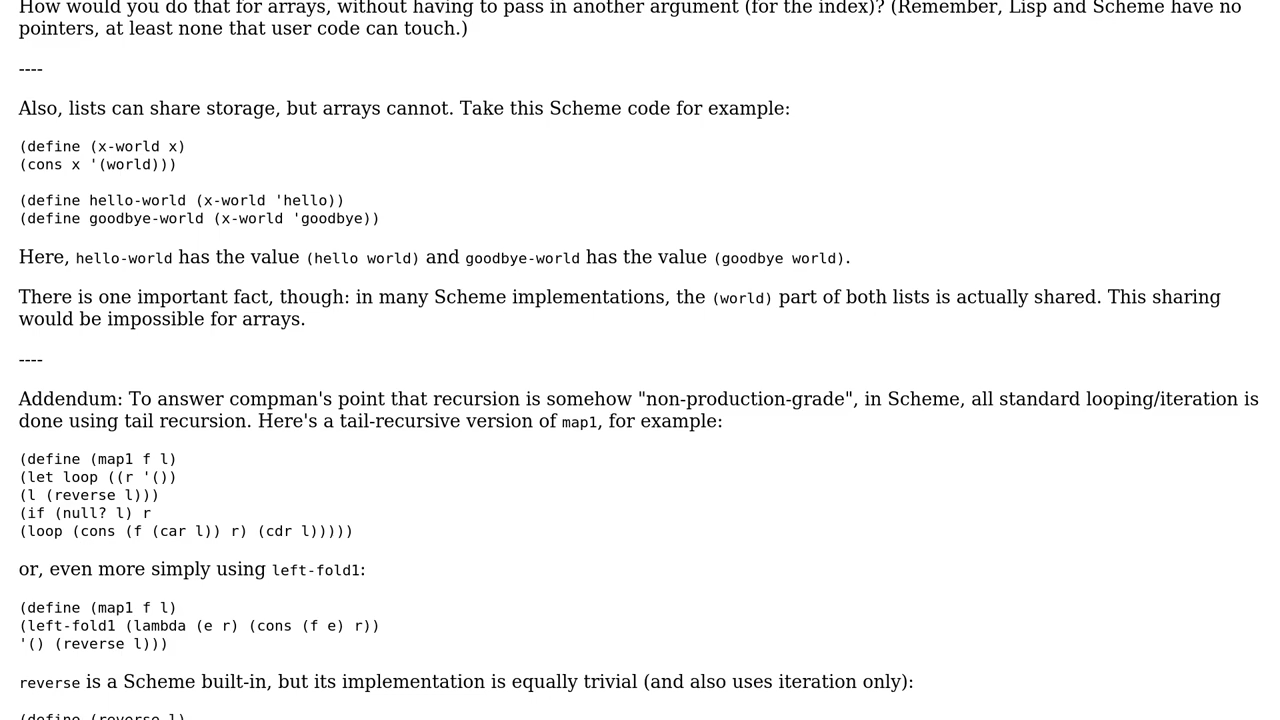 How would you do that for arrays, without having to pass in another argument (for the index)? (Remember, Lisp and Scheme have no
pointers, at least none that user code can touch.)
----
Also, lists can share storage, but arrays cannot. Take this Scheme code for example:
(define (x-world x)
(cons x '(world)))
(define hello-world (x-world 'hello))
(define goodbye-world (x-world 'goodbye))
Here, hello-world has the value (hello world) and goodbye-world has the value (goodbye world).
There is one important fact, though: in many Scheme implementations, the (world) part of both lists is actually shared. This sharing
would be impossible for arrays.
----
Addendum: To answer compman's point that recursion is somehow "non-production-grade", in Scheme, all standard looping/iteration is
done using tail recursion. Here's a tail-recursive version of map1, for example:
(define (map1 f l)
(let loop ((r '())
(l (reverse l)))
(if (null? l) r
(loop (cons (f (car l)) r) (cdr l)))))
or, even more simply using left-fold1:
(define (map1 f l)
(left-fold1 (lambda (e r) (cons (f e) r))
'() (reverse l)))
reverse is a Scheme built-in, but its implementation is equally trivial (and also uses iteration only):
(define (reverse l)